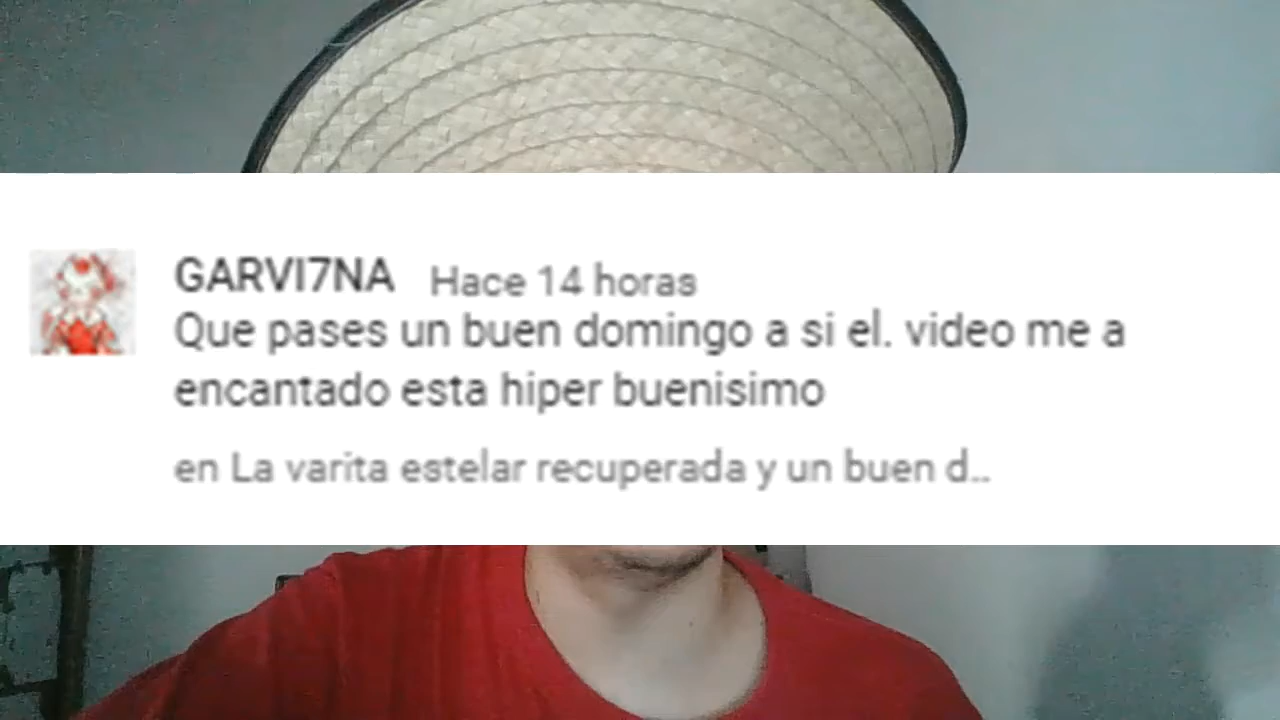 GARVI7NA Hace 14 horas
Que pases un buen domingo a si el. video me a
encantado esta hiper buenisimo
en La varita estelar recuperada y un buen d..